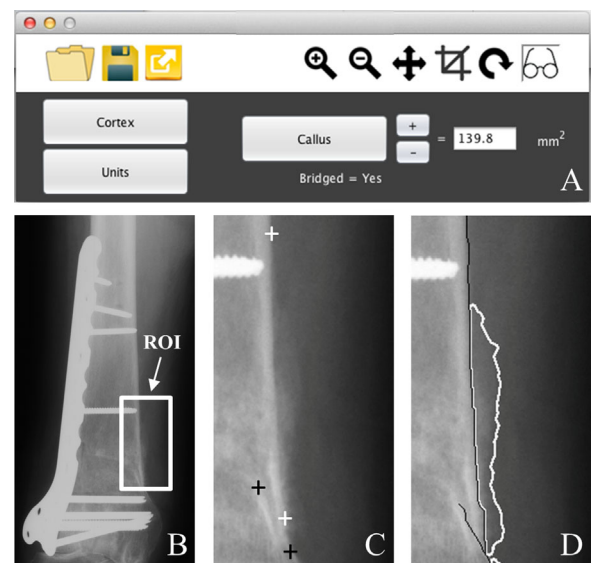 Cortex
Units
Callus
+
-
= 139.8 mm2
Bridged = Yes
A
ROI
B
C
D